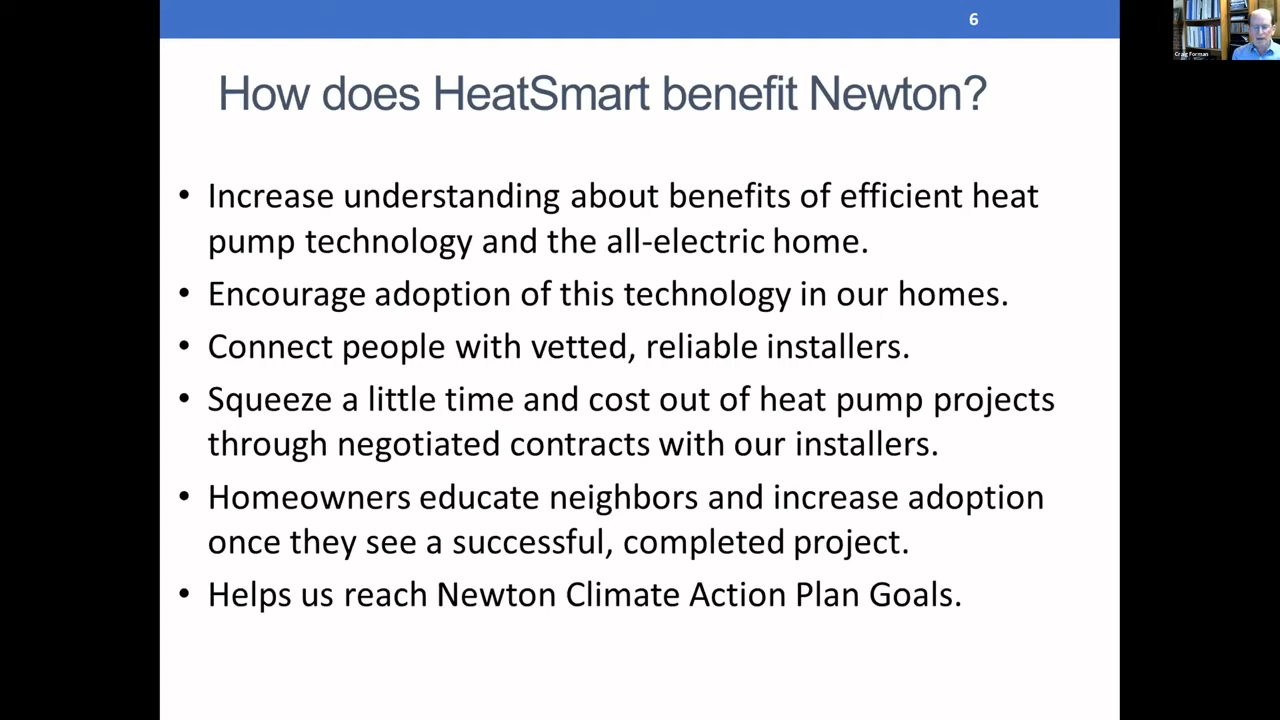 6
Craig Forman
How does HeatSmart benefit Newton?
• Increase understanding about benefits of efficient heat
pump technology and the all-electric home.
• Encourage adoption of this technology in our homes.
• Connect people with vetted, reliable installers.
• Squeeze a little time and cost out of heat pump projects
through negotiated contracts with our installers.
• Homeowners educate neighbors and increase adoption
once they see a successful, completed project.
• Helps us reach Newton Climate Action Plan Goals.